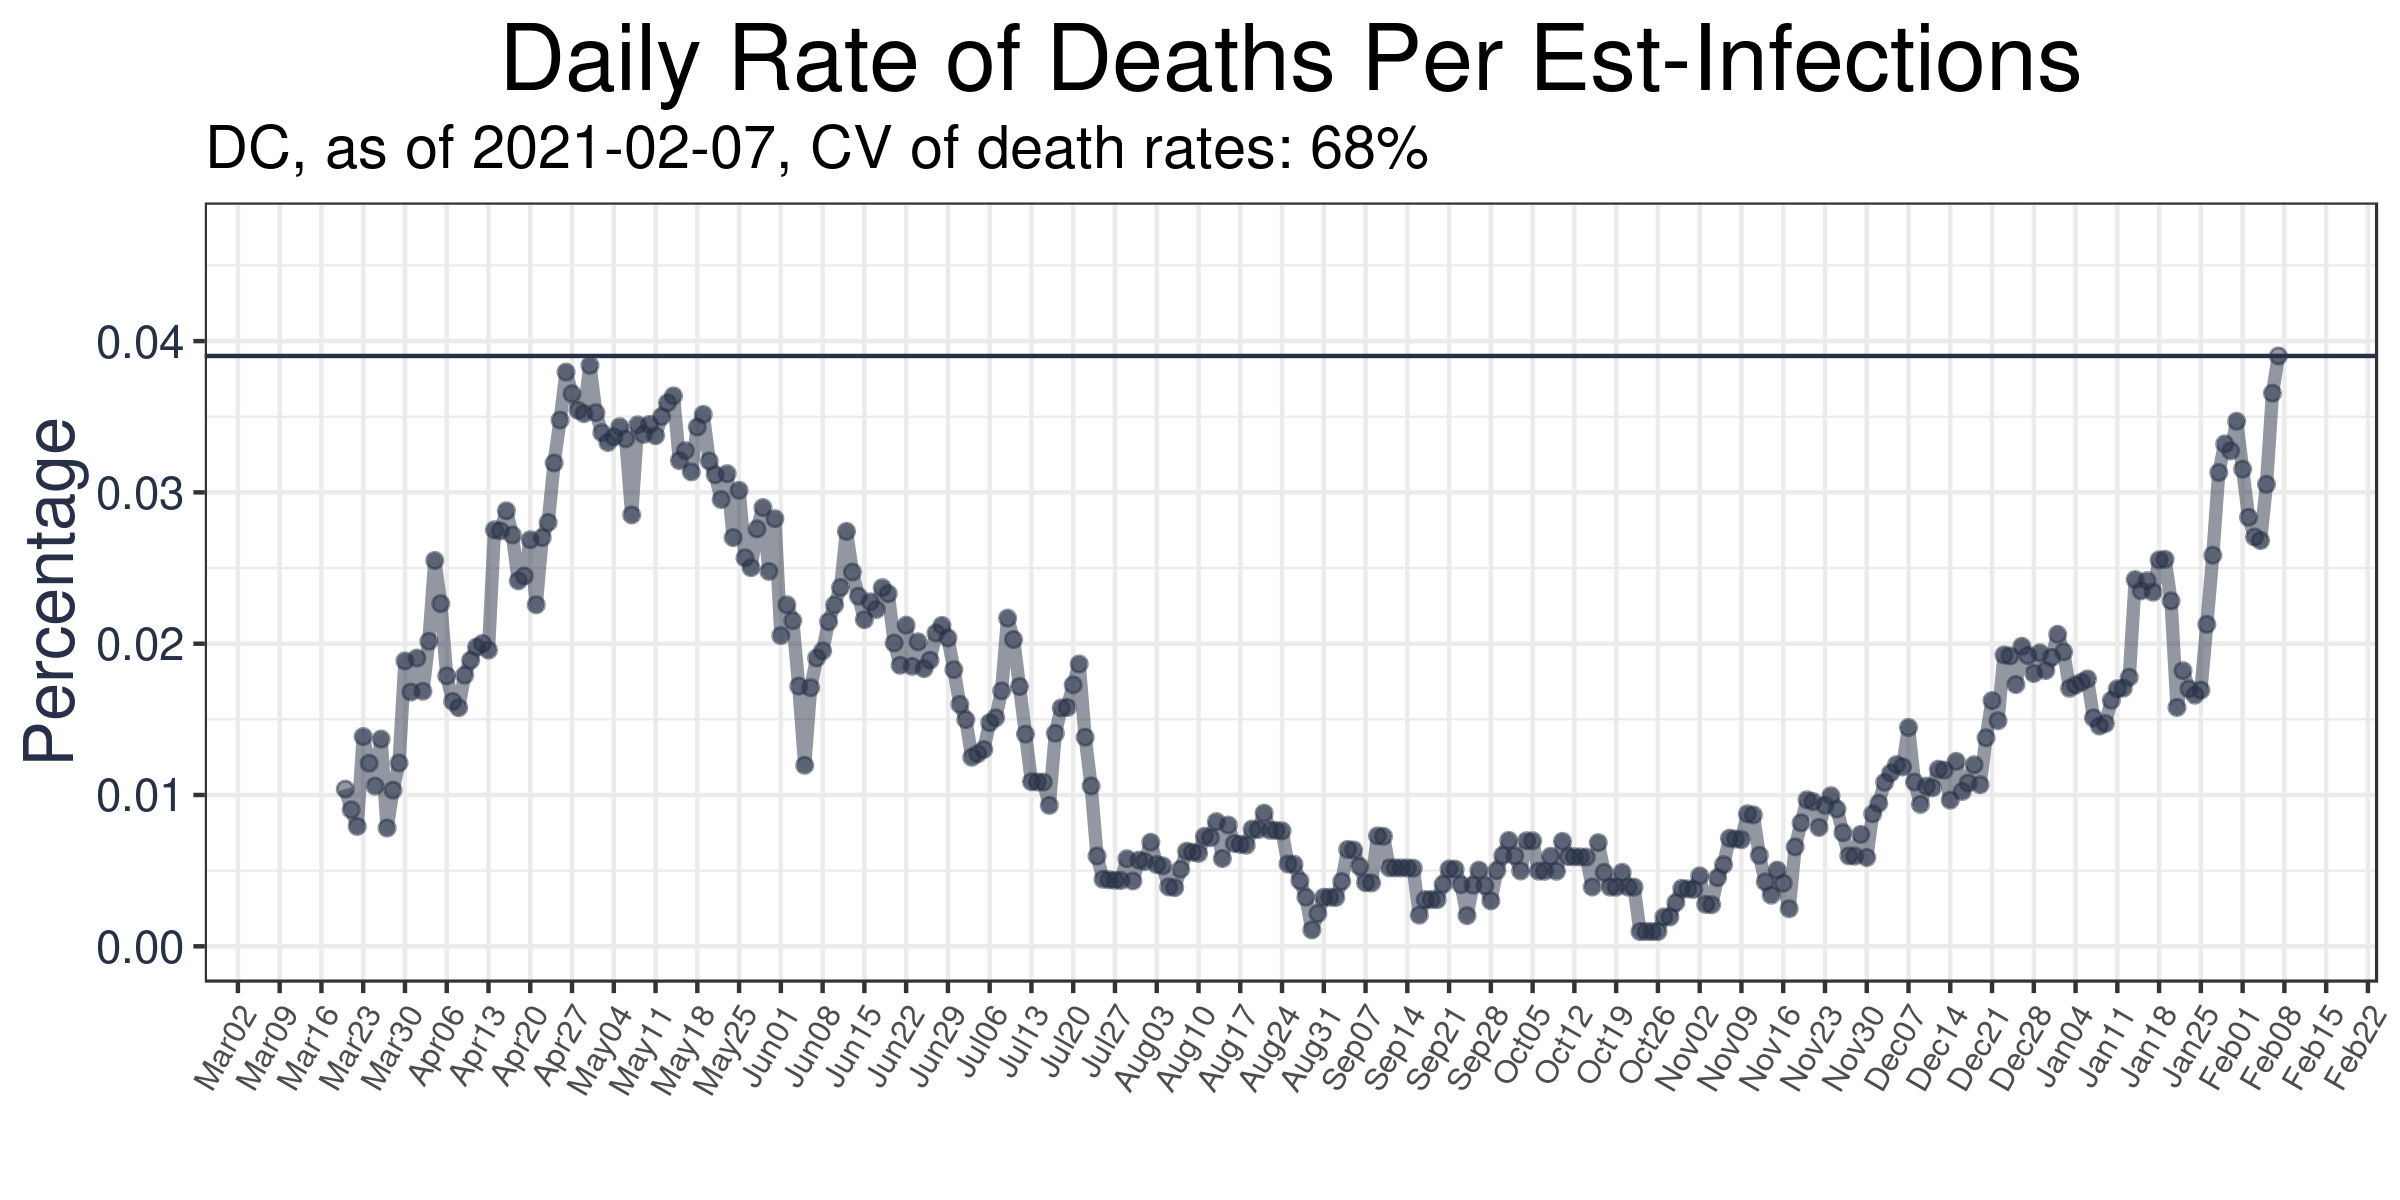 Daily Rate of Deaths Per Est-Infections
DC, as of 2021-02-07, CV of death rates: 68%
Percentage
0.04
0.03
0.02
0.01
0.00
Mar02
Mar09
Mar16
Mar23
Mar30
Apr06
Apr13
Apr20
Apr27
May04
May11
May18
May25
Jun01
Jun08
Jun15
Jun22
Jun29
Jul06
Jul13
Jul20
Jul27
Aug03
Aug10
Aug17
Aug24
Aug31
Sep07
Sep14
Sep21
Sep28
Oct05
Oct12
Oct19
Oct26
Nov02
Nov09
Nov16
Nov23
Nov30
Dec07
Dec14
Dec21
Dec28
Jan04
Jan11
Jan18
Jan25
Feb01
Feb08
Feb15
Feb22